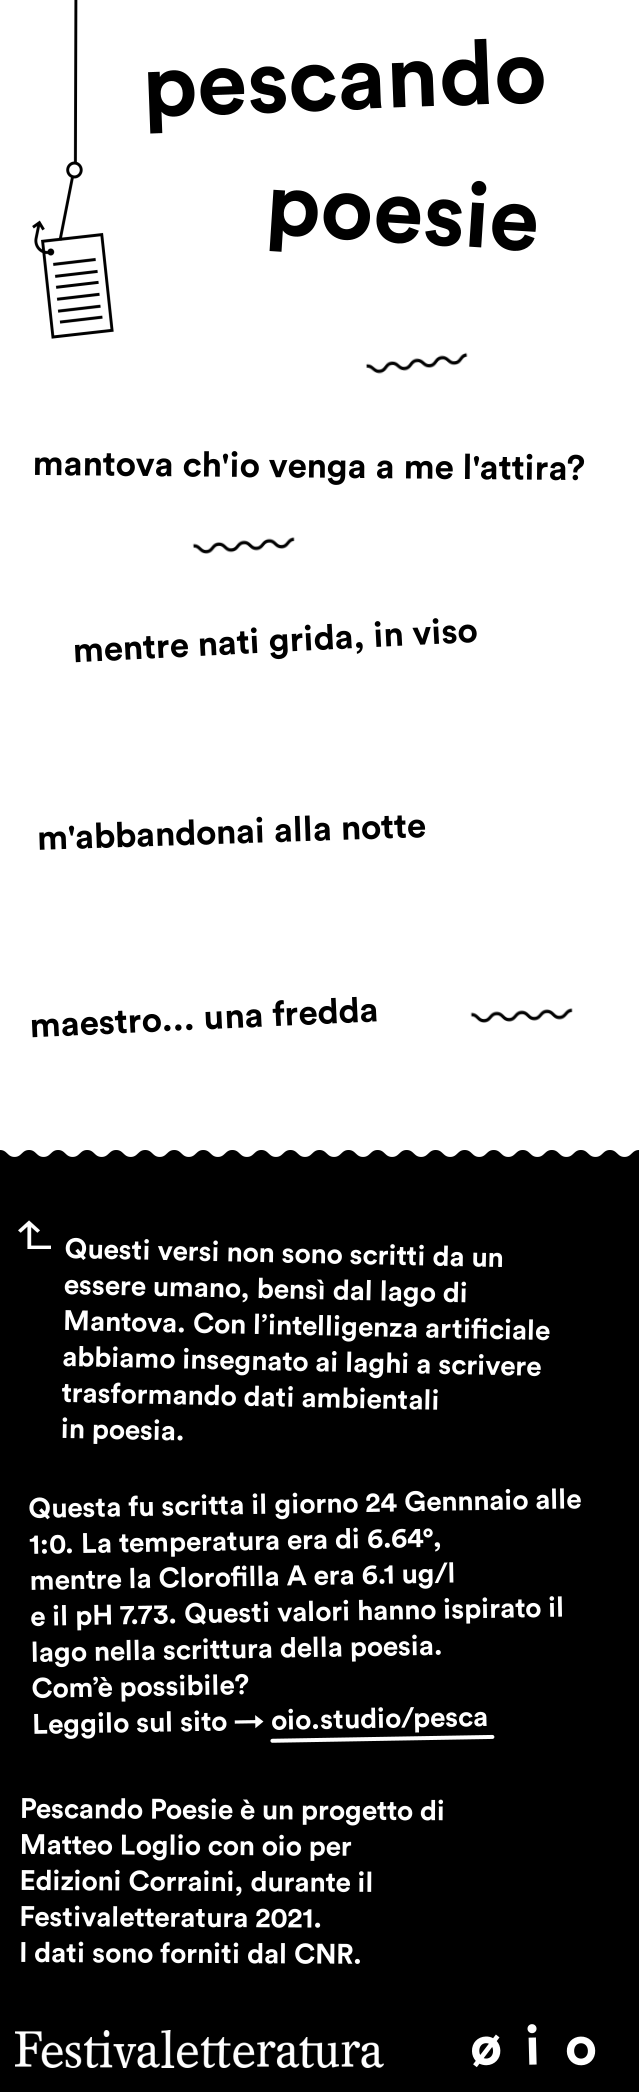 pescando
poesie
mantova ch'io venga a me l'attira?
mentre nati grida, in viso
m'abbandonai alla notte
maestro... una fredda
Questi versi non sono scritti da un
essere umano, bensì dal lago di
Mantova. Con l’intelligenza artificiale
abbiamo insegnato ai laghi a scrivere
trasformando dati ambientali
in poesia.
Questa fu scritta il giorno 24 Gennnaio alle
1:0. La temperatura era di 6.64°,
mentre la Clorofilla A era 6.1 ug/l
e il pH 7.73. Questi valori hanno ispirato il
lago nella scrittura della poesia.
Com’è possibile?
Leggilo sul sito → oio.studio/pesca
Pescando Poesie è un progetto di
Matteo Loglio con oio per
Edizioni Corraini, durante il
Festivaletteratura 2021.
I dati sono forniti dal CNR.
Festivaletteratura ø i o